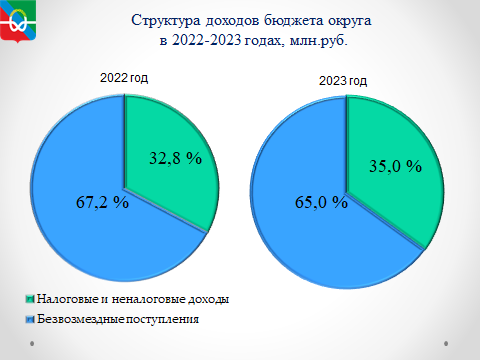 Структура доходов бюджета округа
в 2022-2023 годах, млн.руб.
2022 год
2023 год
32,8 %
67,2 %
35,0 %
65,0 %
Налоговые и неналоговые доходы
Безвозмездные поступления